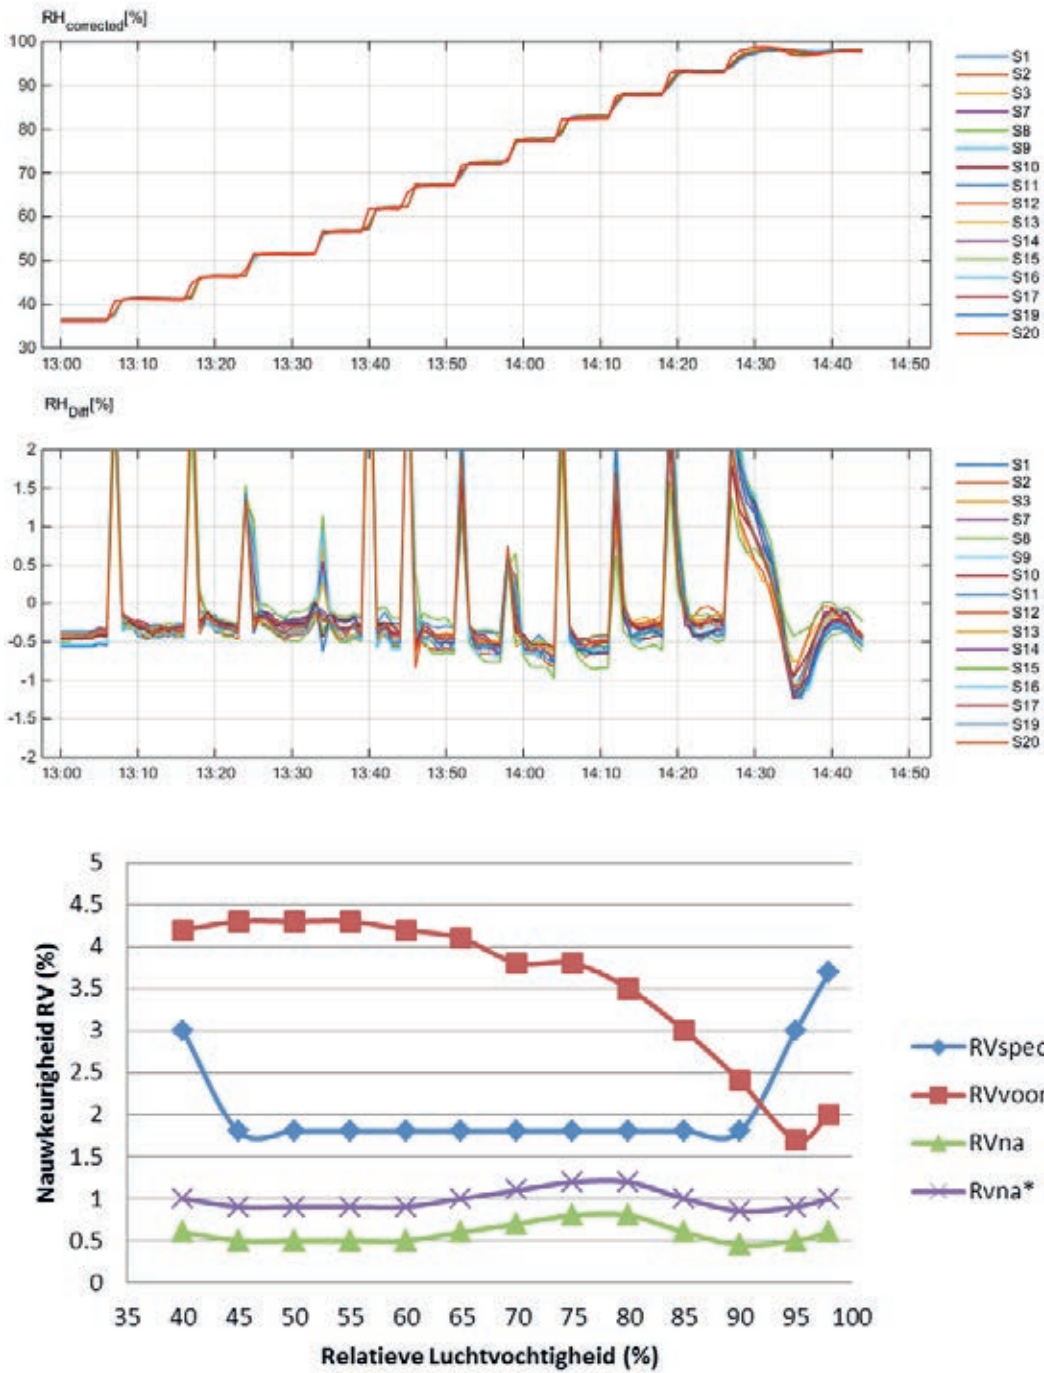 RHcorrected[%]
100
90
80
70
60
50
40
30
13:00 13:10 13:20 13:30 13:40 13:50 14:00 14:10 14:20 14:30 14:40 14:50
S1
S2
S3
S7
S8
S9
S10
S11
S12
S13
S14
S15
S16
S17
S19
S20
RHDiff[%]
2
1.5
1
0.5
0
-0.5
-1
-1.5
-2
13:00 13:10 13:20 13:30 13:40 13:50 14:00 14:10 14:20 14:30 14:40 14:50
S1
S2
S3
S7
S8
S9
S10
S11
S12
S13
S14
S15
S16
S17
S19
S20
Nauwkeurigheid RV (%)
5
4.5
4
3.5
3
2.5
2
1.5
1
0.5
0
35 40 45 50 55 60 65 70 75 80 85 90 95 100
Relatieve Luchtvochtigheid (%)
RVspec
RVvoor
RVna
Rvna*